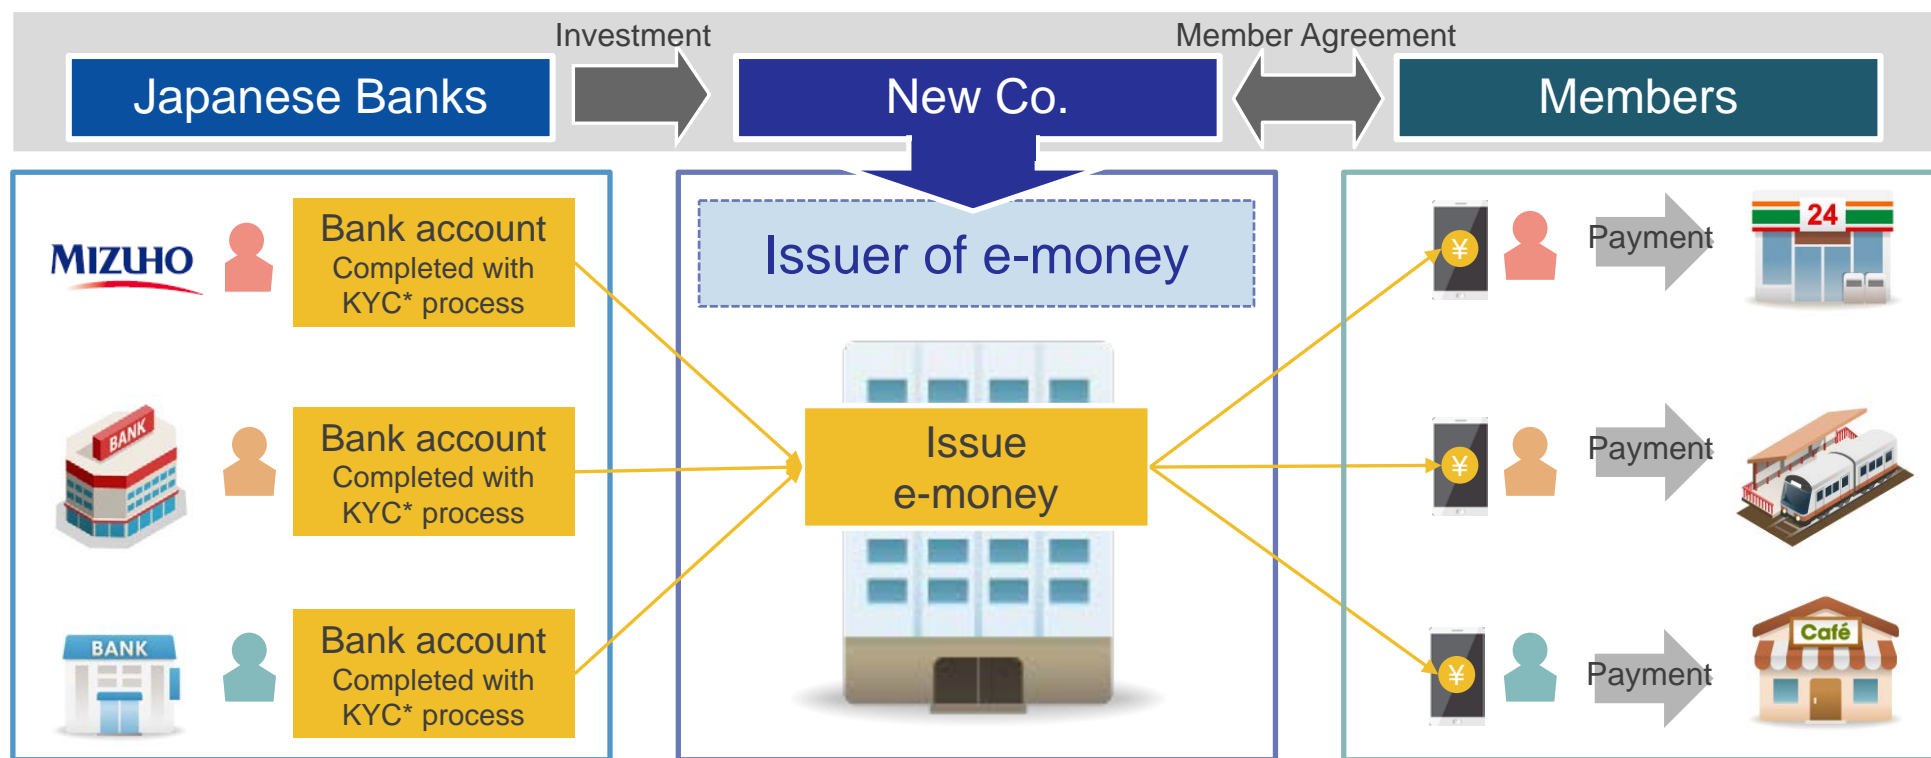 Investment
Member Agreement
Japanese Banks
New Co.
Members
MIZUHO
Bank account
Completed with
KYC* process
BANK
Bank account
Completed with
KYC* process
BANK
Bank account
Completed with
KYC* process
Issuer of e-money
Issue
e-money
¥
Payment
24
¥
Payment
¥
Payment
Café